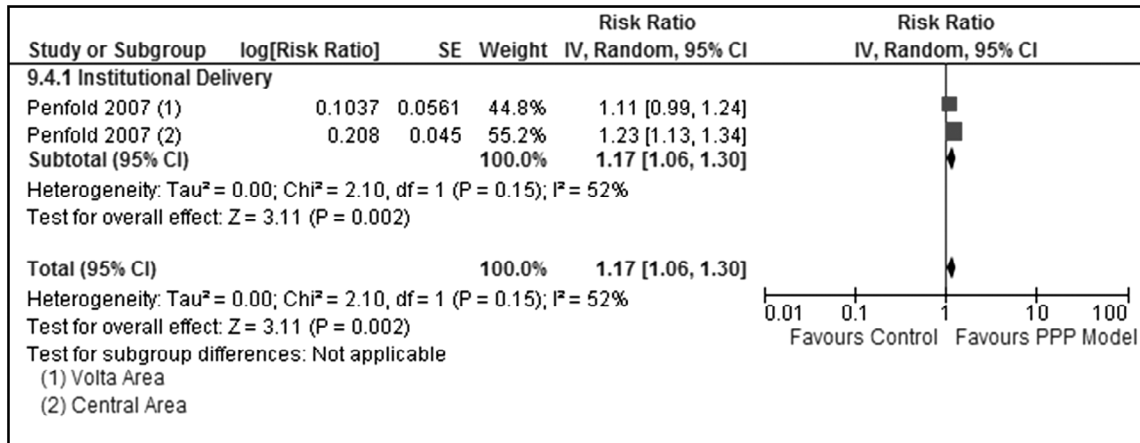 Risk Ratio Risk Ratio
Study or Subgroup log[Risk Ratio] SE Weight IV, Random, 95% CI IV, Random, 95% CI
9.4.1 Institutional Delivery
Penfold 2007 (1) 0.1037 0.0561 44.8% 1.11 [0.99, 1.24]
Penfold 2007 (2) 0.208 0.045 55.2% 1.23 [1.13, 1.34]
Subtotal (95% CI) 100.0% 1.17 [1.06, 1.30]
Heterogeneity: Tau² = 0.00; Chi² = 2.10, df = 1 (P = 0.15); I² = 52%
Test for overall effect: Z = 3.11 (P = 0.002)
Total (95% CI) 100.0% 1.17 [1.06, 1.30]
Heterogeneity: Tau² = 0.00; Chi² = 2.10, df = 1 (P = 0.15); I² = 52%
Test for overall effect: Z = 3.11 (P = 0.002)
Test for subgroup differences: Not applicable
(1) Volta Area
(2) Central Area
0.01 0.1 1 10 100
Favours Control Favours PPP Model